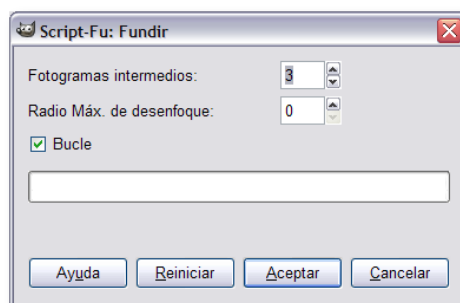 Script-Fu: Fundir
Fotogramas intermedios: 3
Radio Máx. de desenfoque: 0
Bucle
Ayuda Reiniciar Aceptar Cancelar